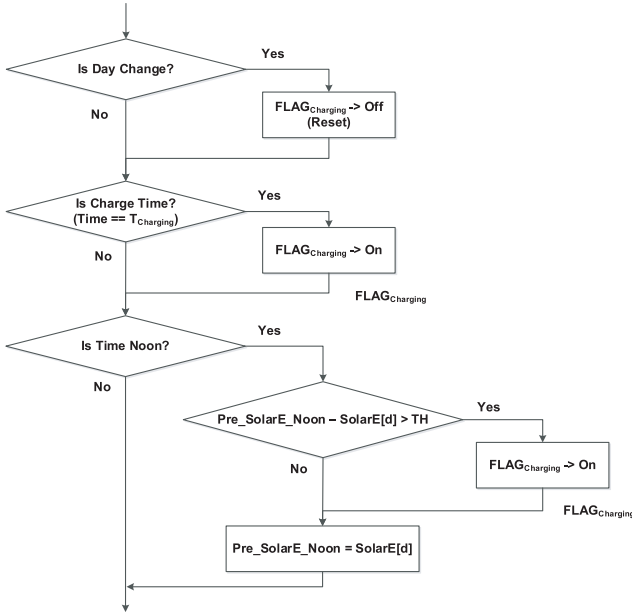 Yes
Is Day Change?
No
FLAGCharging -> Off
(Reset)
Yes
Is Charge Time?
(Time == TCharging)
No
FLAGCharging -> On
FLAGCharging
Yes
Is Time Noon?
No
Yes
Pre_SolarE_Noon – SolarE[d] > TH
No
FLAGCharging -> On
FLAGCharging
Pre_SolarE_Noon = SolarE[d]